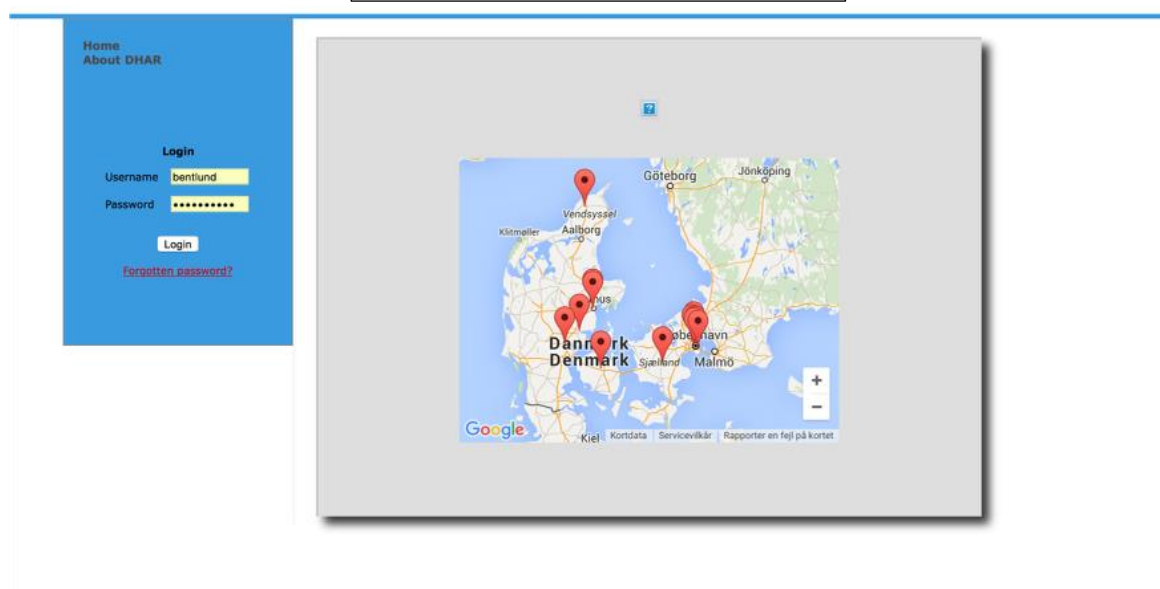 Home
About DHAR
Login
Username bentlund
Password ••••••••••
Login
Forgotten password?
Göteborg
Jönköping
Vendsyssel
Klitmøller
Aalborg
Danmark
Denmark
Sjælland
Malmö
Kiel
+
−
Google
Kortdata
Servicevilkår
Rapporter en fejl på kortet